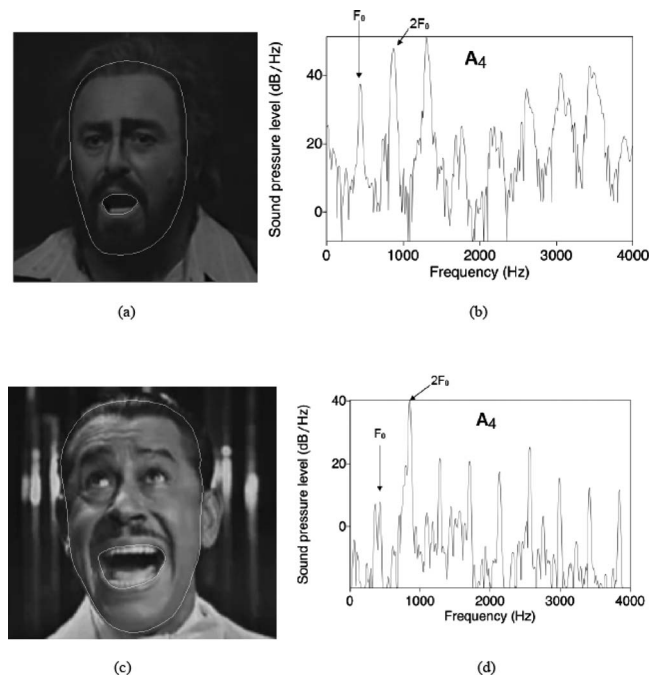 F₀
2F₀
A₄
Sound pressure level (dB/Hz)
40
20
0
0
1000
2000
3000
4000
Frequency (Hz)
(a)
(b)
2F₀
F₀
A₄
Sound pressure level (dB/Hz)
40
20
0
0
1000
2000
3000
4000
Frequency (Hz)
(c)
(d)